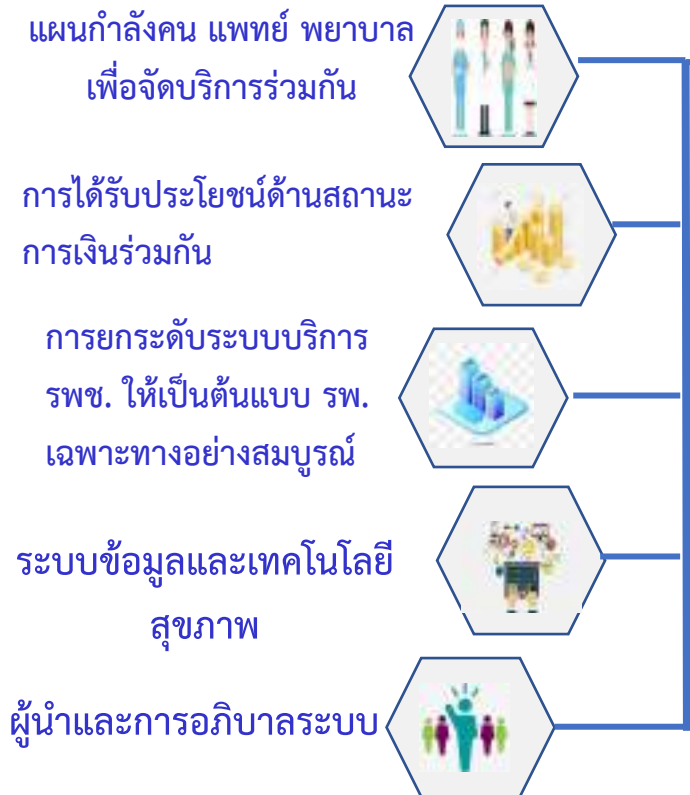 แผนกำลังคน แพทย์ พยาบาล
เพื่อจัดบริการร่วมกัน
การได้รับประโยชน์ด้านสถานะ
การเงินร่วมกัน
การยกระดับระบบบริการ
รพช. ให้เป็นต้นแบบ รพ.
เฉพาะทางอย่างสมบูรณ์
ระบบข้อมูลและเทคโนโลยี
สุขภาพ
ผู้นำและการอภิบาลระบบ